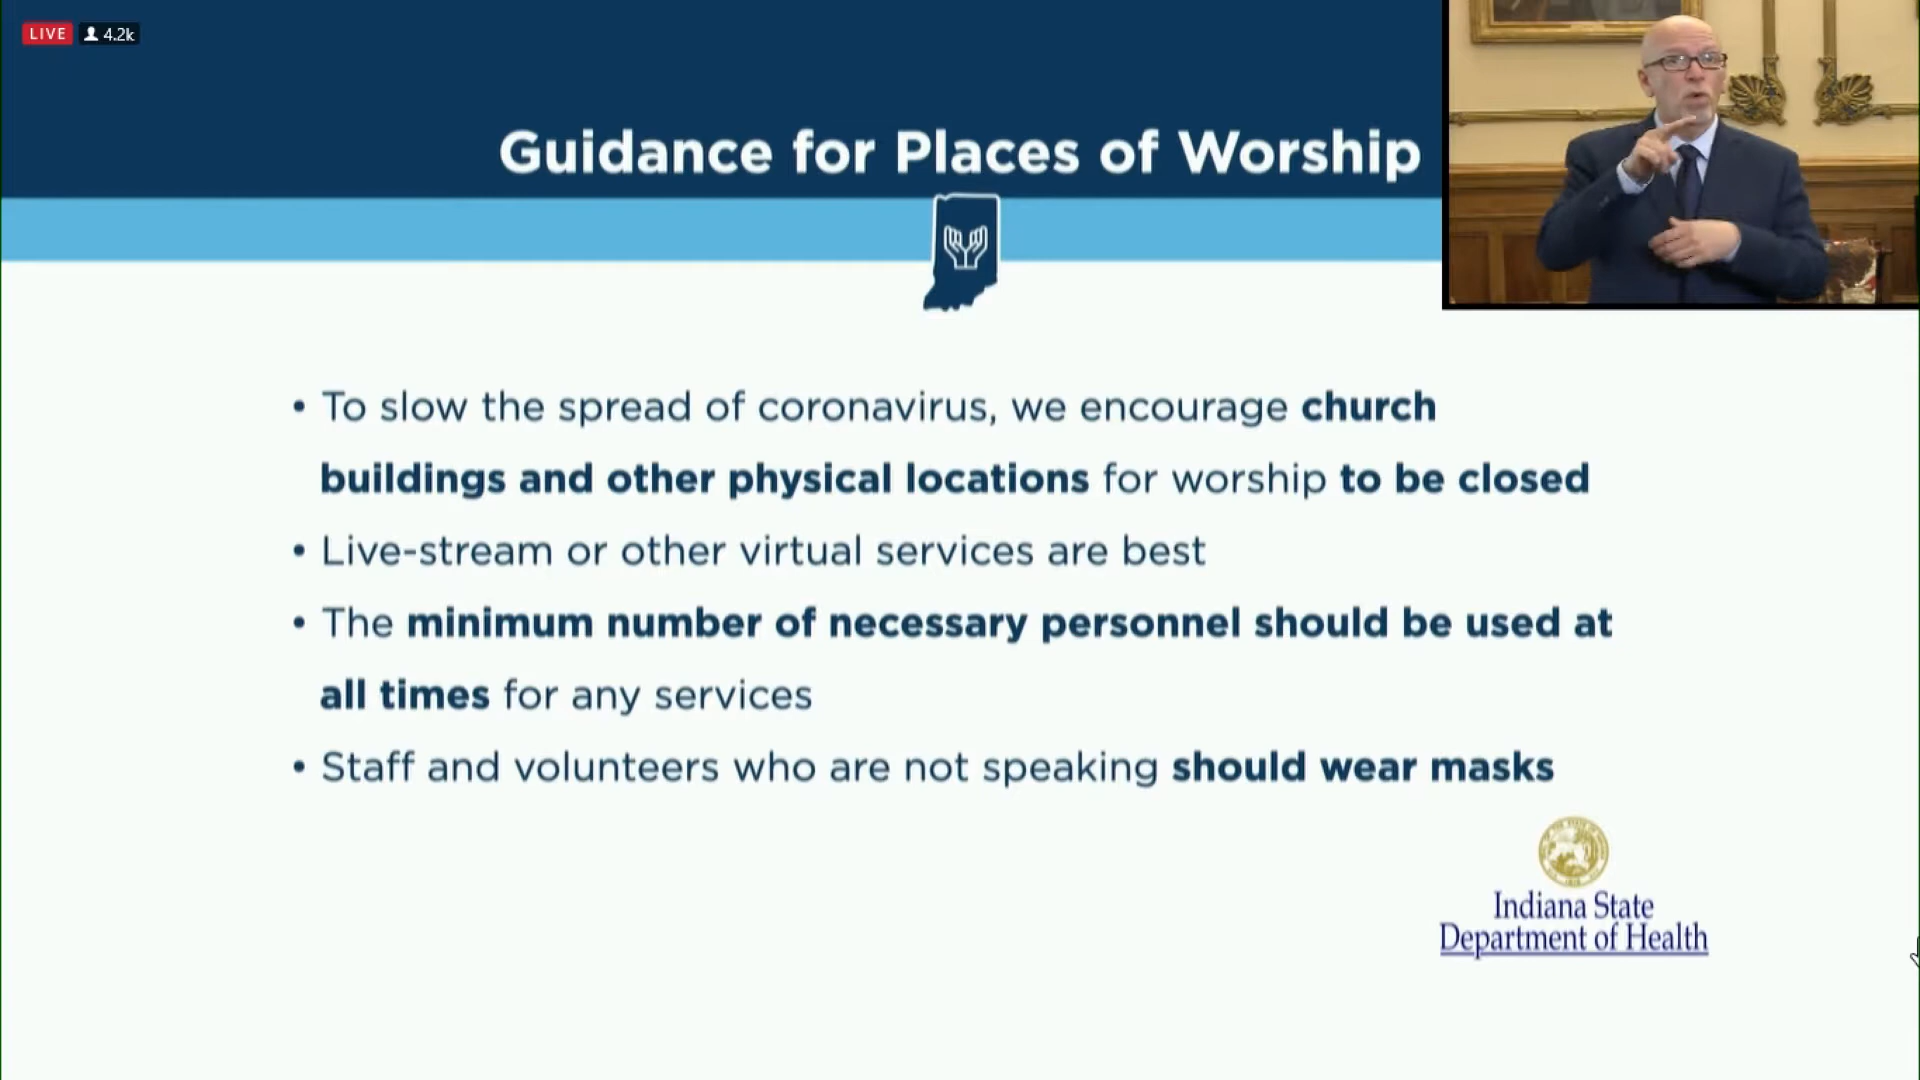 LIVE 4.2k
Guidance for Places of Worship
• To slow the spread of coronavirus, we encourage church
buildings and other physical locations for worship to be closed
• Live-stream or other virtual services are best
• The minimum number of necessary personnel should be used at
all times for any services
• Staff and volunteers who are not speaking should wear masks
Indiana State
Department of Health